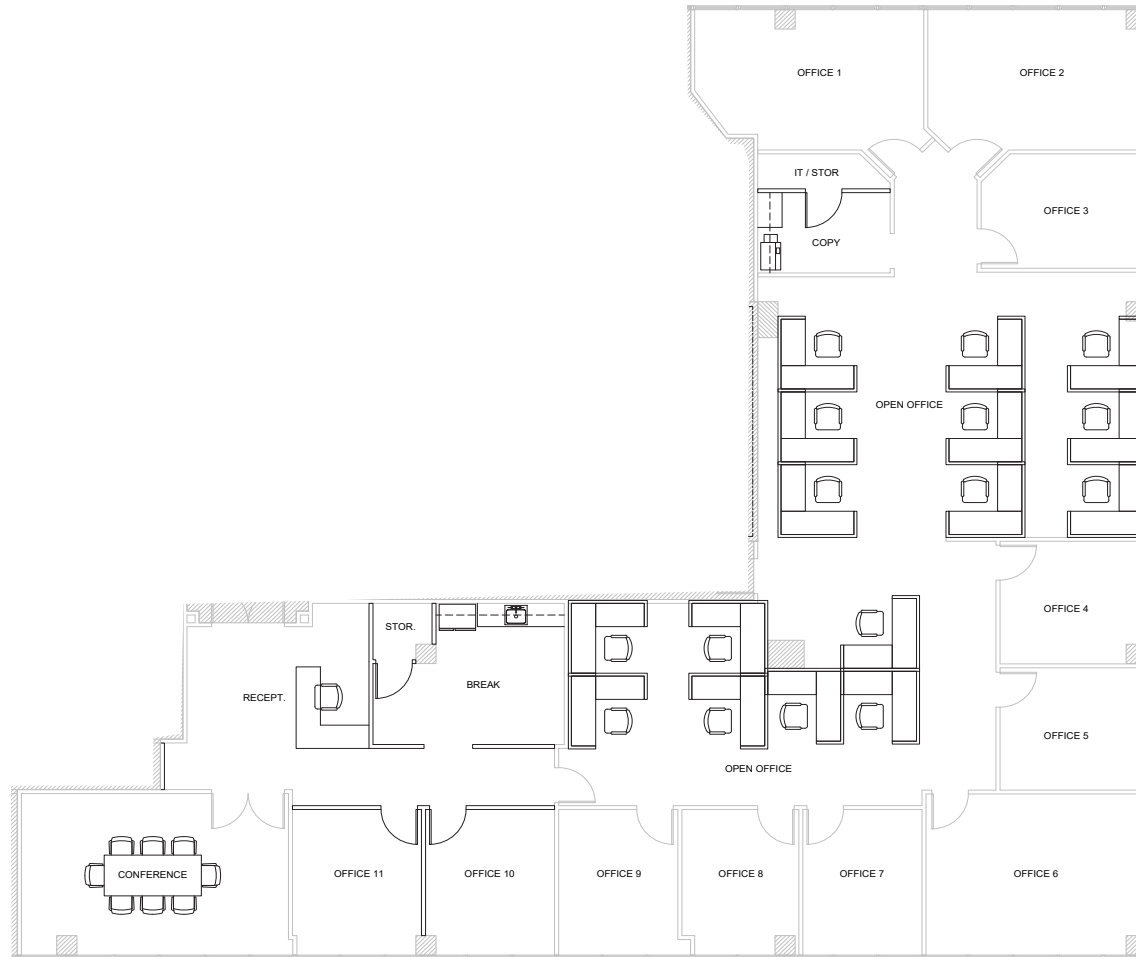 OFFICE 1
OFFICE 2
IT / STOR
OFFICE 3
COPY
OPEN OFFICE
OFFICE 4
STOR.
BREAK
RECEPT.
OFFICE 5
OPEN OFFICE
CONFERENCE
OFFICE 11
OFFICE 10
OFFICE 9
OFFICE 8
OFFICE 7
OFFICE 6